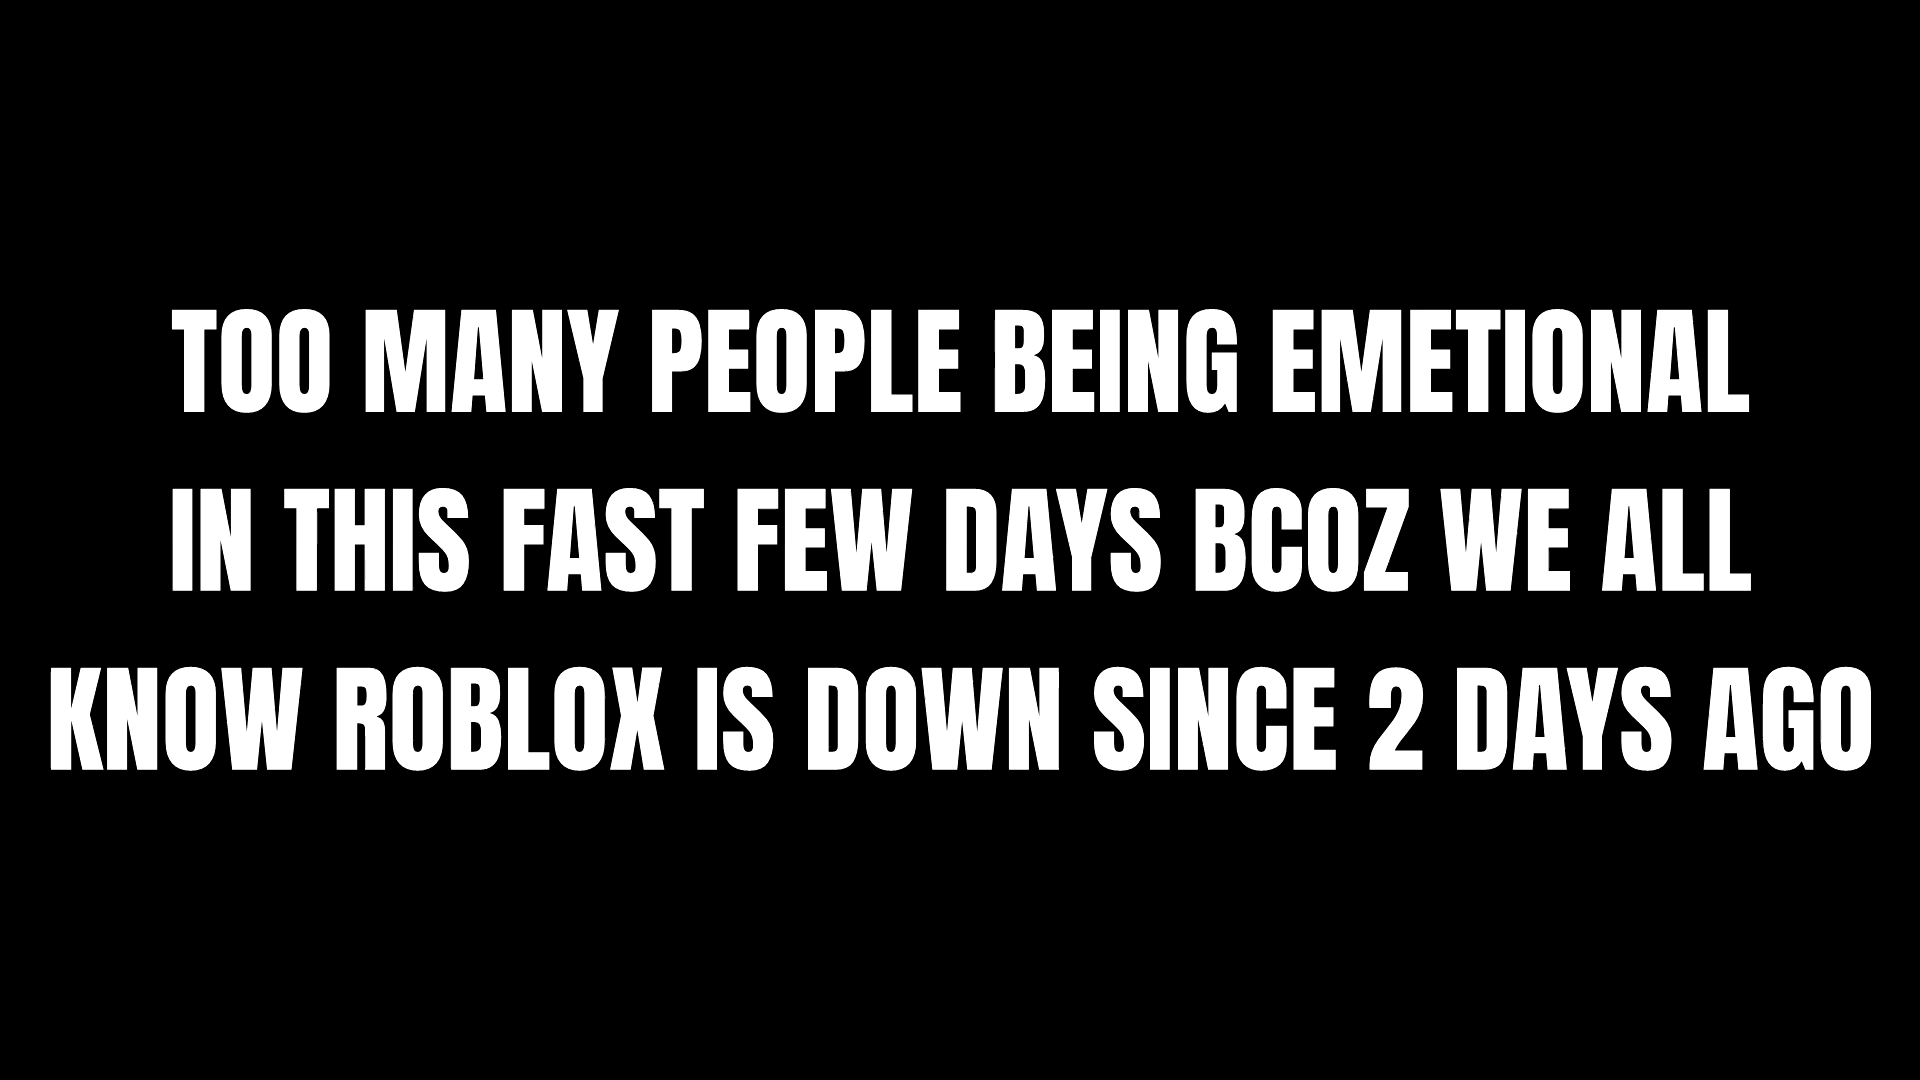 TOO MANY PEOPLE BEING EMETIONAL
IN THIS FAST FEW DAYS BCOZ WE ALL
KNOW ROBLOX IS DOWN SINCE 2 DAYS AGO